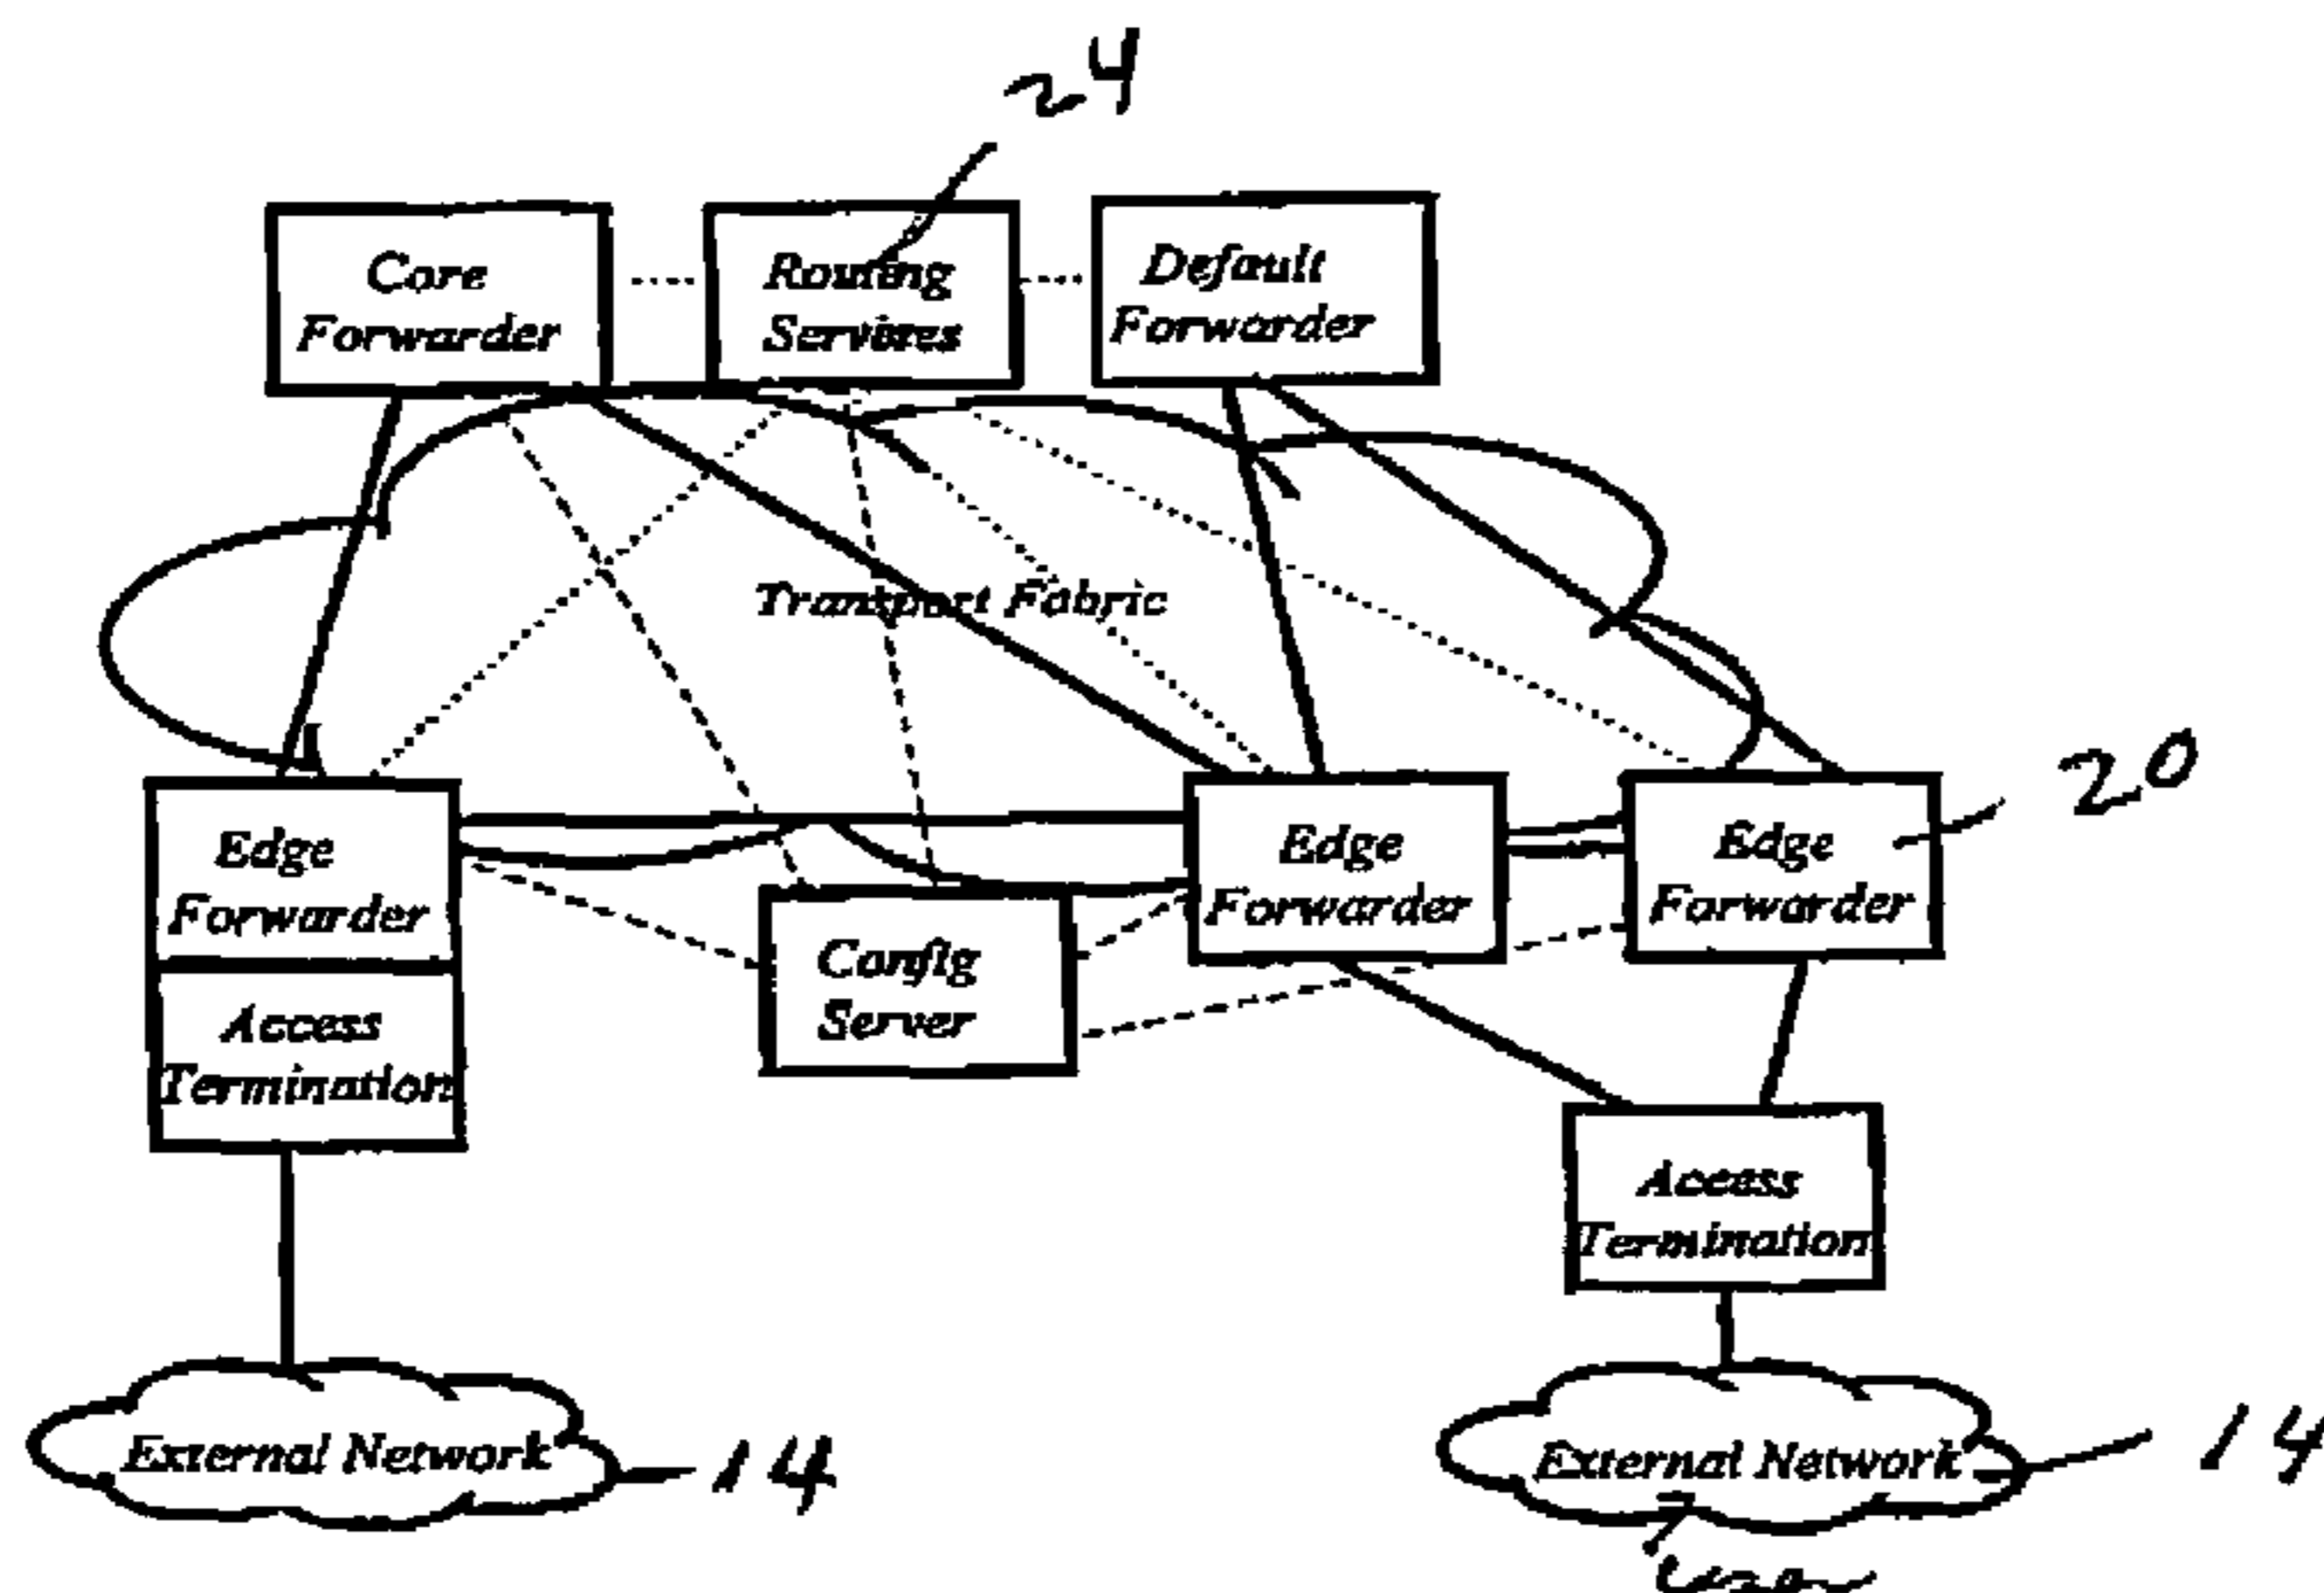 24
Core
Forwarder
Routing
Services
Default
Forwarder
Transport Fabric
20
Edge
Forwarder
Access
Termination
Config
Server
Edge
Forwarder
Edge
Forwarder
Access
Termination
External Network
14
External Network
14